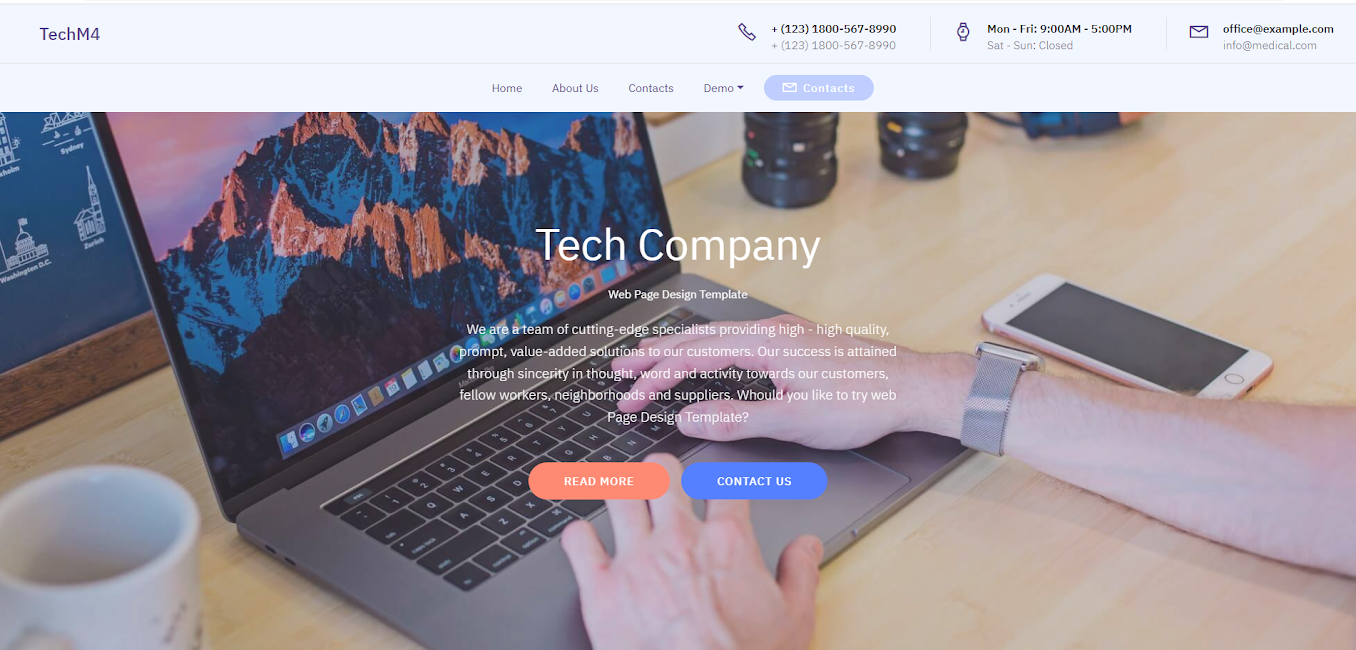 TechM4
+ (123) 1800-567-8990
+ (123) 1800-567-8990
Mon - Fri: 9:00AM - 5:00PM
Sat - Sun: Closed
office@example.com
info@medical.com
Home
About Us
Contacts
Demo
Contacts
Sydney
Zurich
Washington D.C.
Tech Company
Web Page Design Template
We are a team of cutting-edge specialists providing high - high quality,
prompt, value-added solutions to our customers. Our success is attained
through sincerity in thought, word and activity towards our customers,
fellow workers, neighborhoods and suppliers. Whould you like to try web
Page Design Template?
READ MORE
CONTACT US